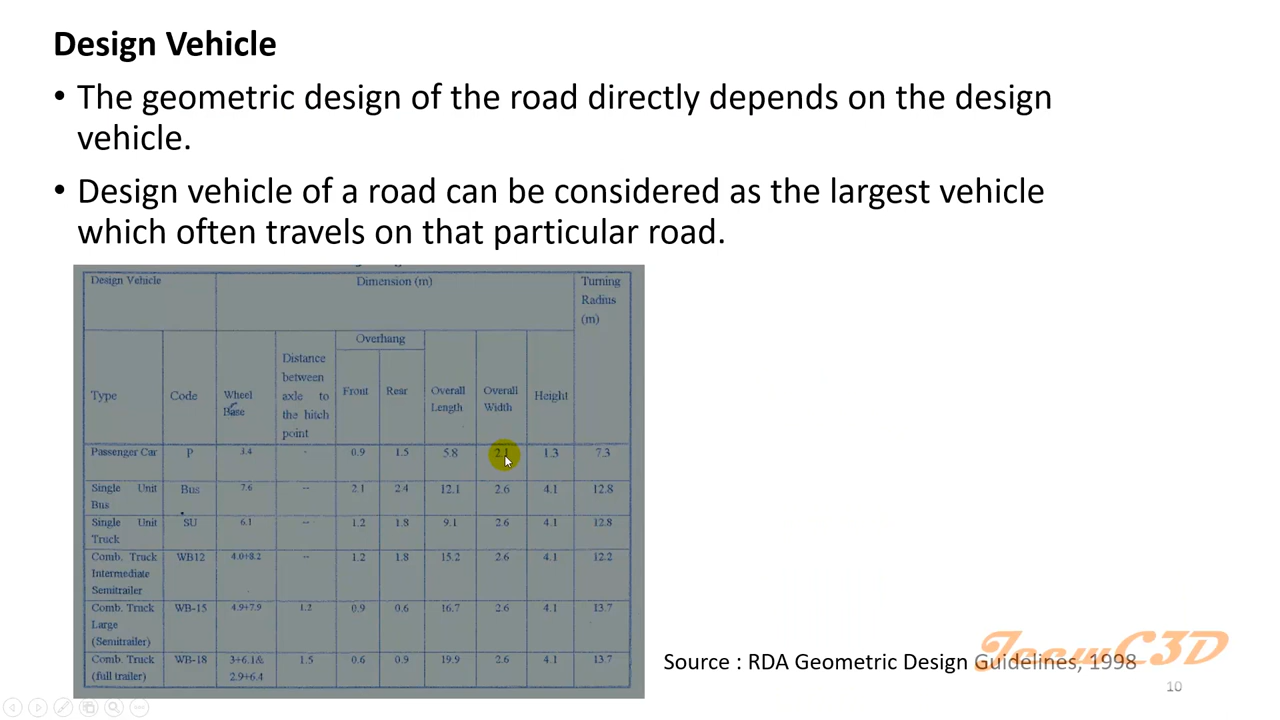 Design Vehicle
• The geometric design of the road directly depends on the design
vehicle.
• Design vehicle of a road can be considered as the largest vehicle
which often travels on that particular road.
Design Vehicle Dimension (m) Turning
Radius
(m)
Overhang
Type Code Wheel
Base
Distance
between
axle to
the hitch
point
Front Rear Overall
Length
Overall
Width
Height
Passenger Car P 3.4 - 0.9 1.5 5.8 2.1 1.3 7.3
Single Unit
Bus
Bus 7.6 -- 2.1 2.4 12.1 2.6 4.1 12.8
Single Unit
Truck
SU 6.1 -- 1.2 1.8 9.1 2.6 4.1 12.8
Comb. Truck
Intermediate
Semitrailer
WB12 4.0+8.2 -- 1.2 1.8 15.2 2.6 4.1 12.2
Comb. Truck
Large
(Semitrailer)
WB-15 4.9+7.9 1.2 0.9 0.6 16.7 2.6 4.1 13.7
Comb. Truck
(full trailer)
WB-18 3+6.1&
2.9+6.4
1.5 0.6 0.9 19.9 2.6 4.1 13.7
Source : RDA Geometric Design Guidelines, 1998
10